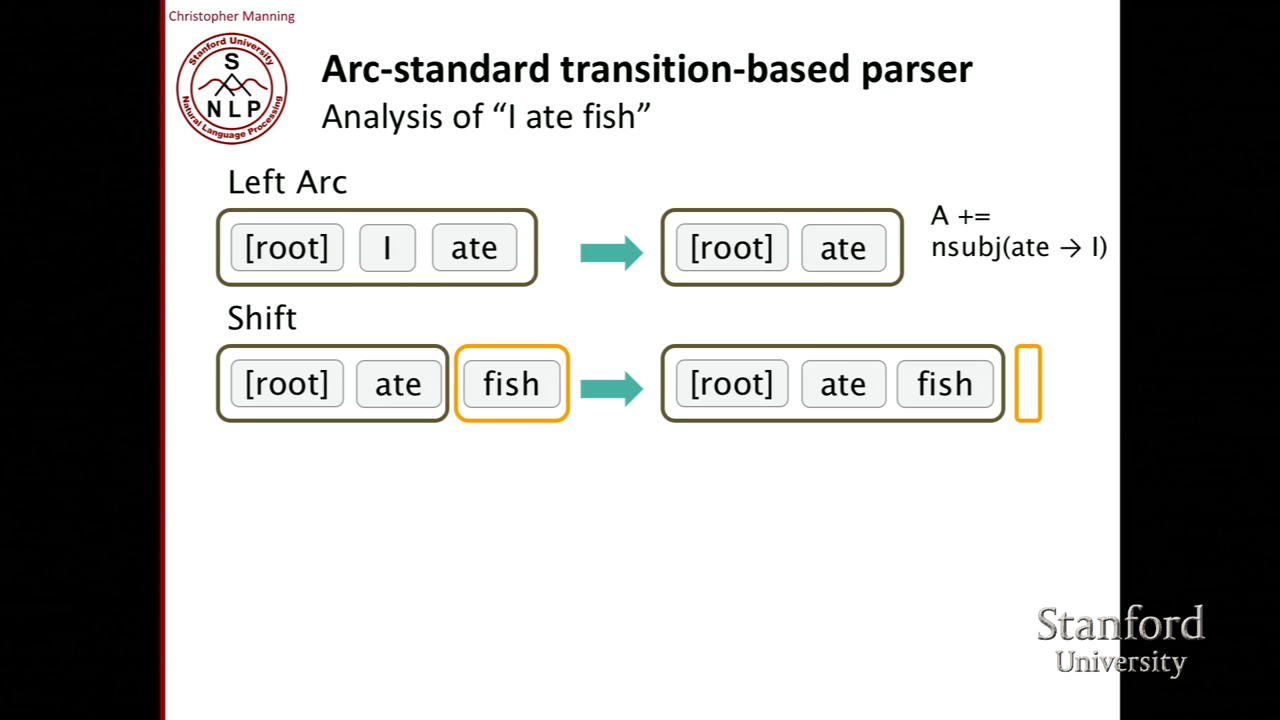 Christopher Manning
Stanford University
S
NLP
Natural Language Processing
Arc-standard transition-based parser
Analysis of “I ate fish”
Left Arc
[root] I ate [root] ate
A +=
nsubj(ate → I)
Shift
[root] ate fish [root] ate fish
Stanford
University